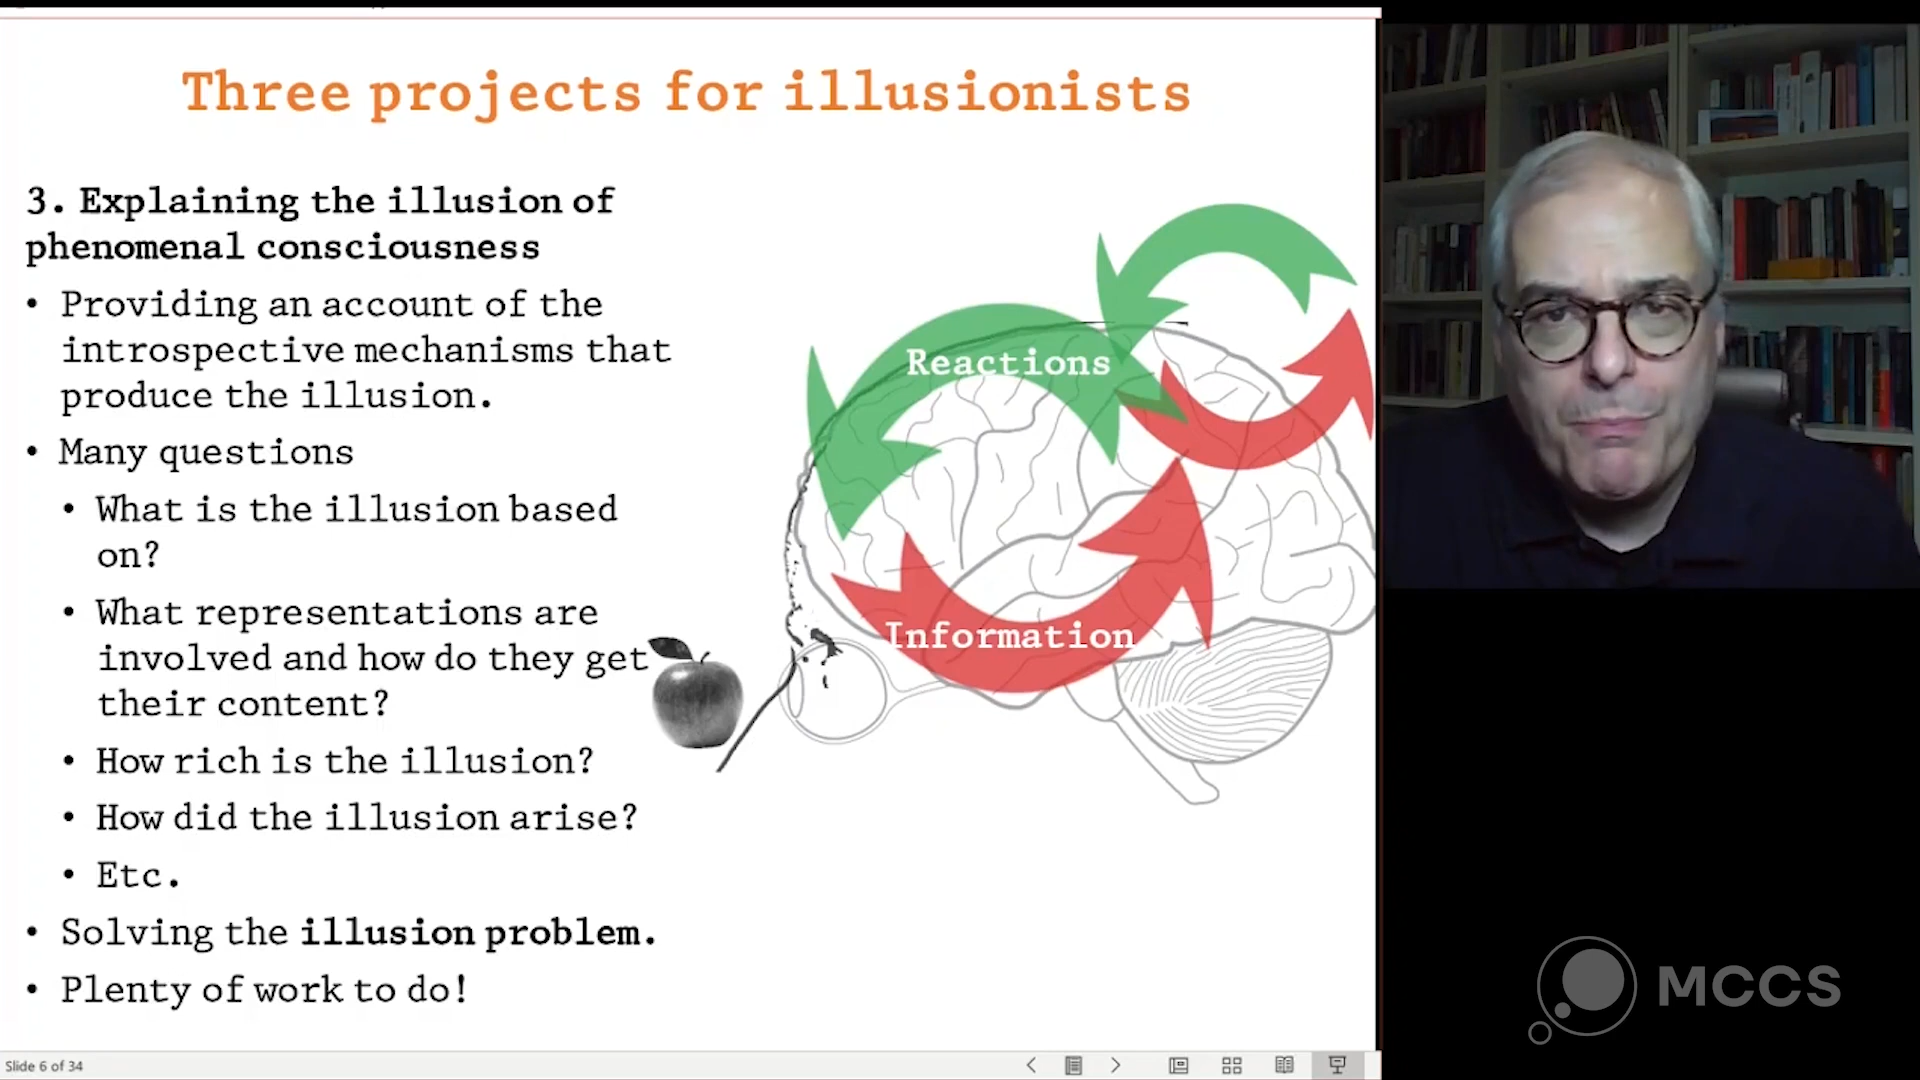 Three projects for illusionists
3. Explaining the illusion of
phenomenal consciousness
• Providing an account of the
introspective mechanisms that
produce the illusion.
• Many questions
• What is the illusion based
on?
• What representations are
involved and how do they get
their content?
• How rich is the illusion?
• How did the illusion arise?
• Etc.
• Solving the illusion problem.
• Plenty of work to do!
Reactions
Information
MCCS
Slide 6 of 34